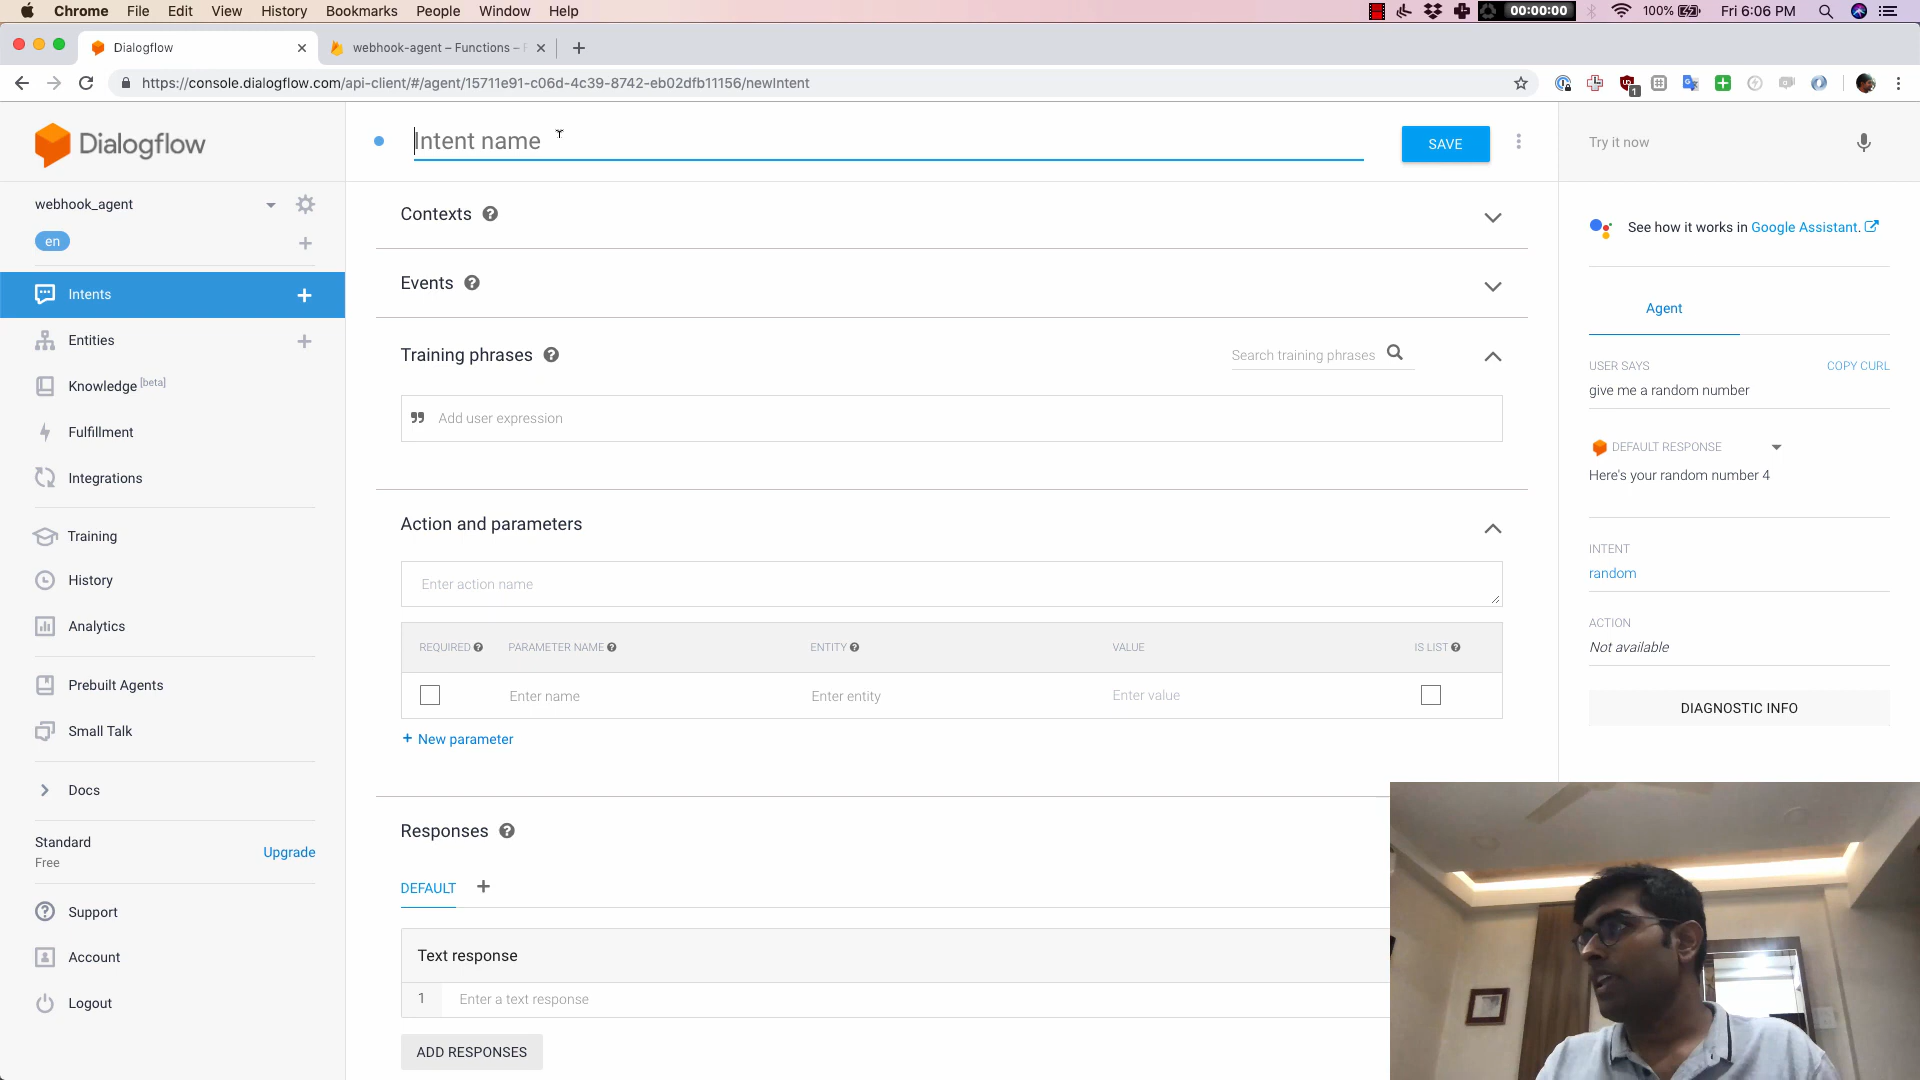 Chrome File Edit View History Bookmarks People Window Help 00:00:00 100% Fri 6:06 PM
Dialogflow webhook-agent – Functions –
https://console.dialogflow.com/api-client/#/agent/15711e91-c06d-4c39-8742-eb02dfb11156/newIntent 1
Dialogflow
Intent name
SAVE
Try it now
webhook_agent
en
Intents
Entities
Knowledge [beta]
Fulfillment
Integrations
Training
History
Analytics
Prebuilt Agents
Small Talk
Docs
Standard
Free
Upgrade
Support
Account
Logout
Contexts
Events
Training phrases
Search training phrases
Add user expression
Action and parameters
Enter action name
REQUIRED PARAMETER NAME ENTITY VALUE IS LIST
Enter name Enter entity Enter value
+ New parameter
Responses
DEFAULT
Text response
1 Enter a text response
ADD RESPONSES
See how it works in Google Assistant.
Agent
USER SAYS COPY CURL
give me a random number
DEFAULT RESPONSE
Here's your random number 4
INTENT
random
ACTION
Not available
DIAGNOSTIC INFO